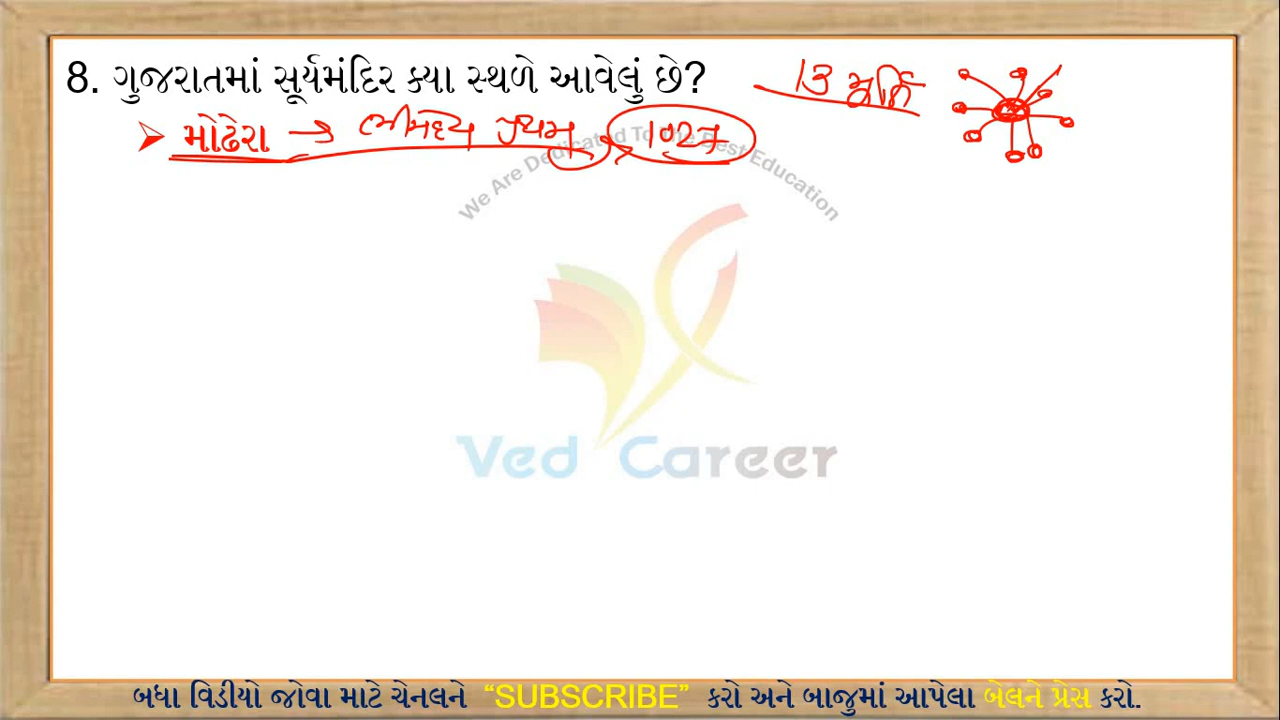 8. ગુજરાતમાં સૂર્યમંદિર ક્યા સ્થળે આવેલું છે?
13 મૂર્તિ
➢ મોઢેરા → ભીમદેવ પ્રથમ
We Are Dedicated To The Best Education
Ved Career
બધા વિડીયો જોવા માટે ચેનલને “SUBSCRIBE” કરો અને બાજુમાં આપેલા બેલને પ્રેસ કરો.